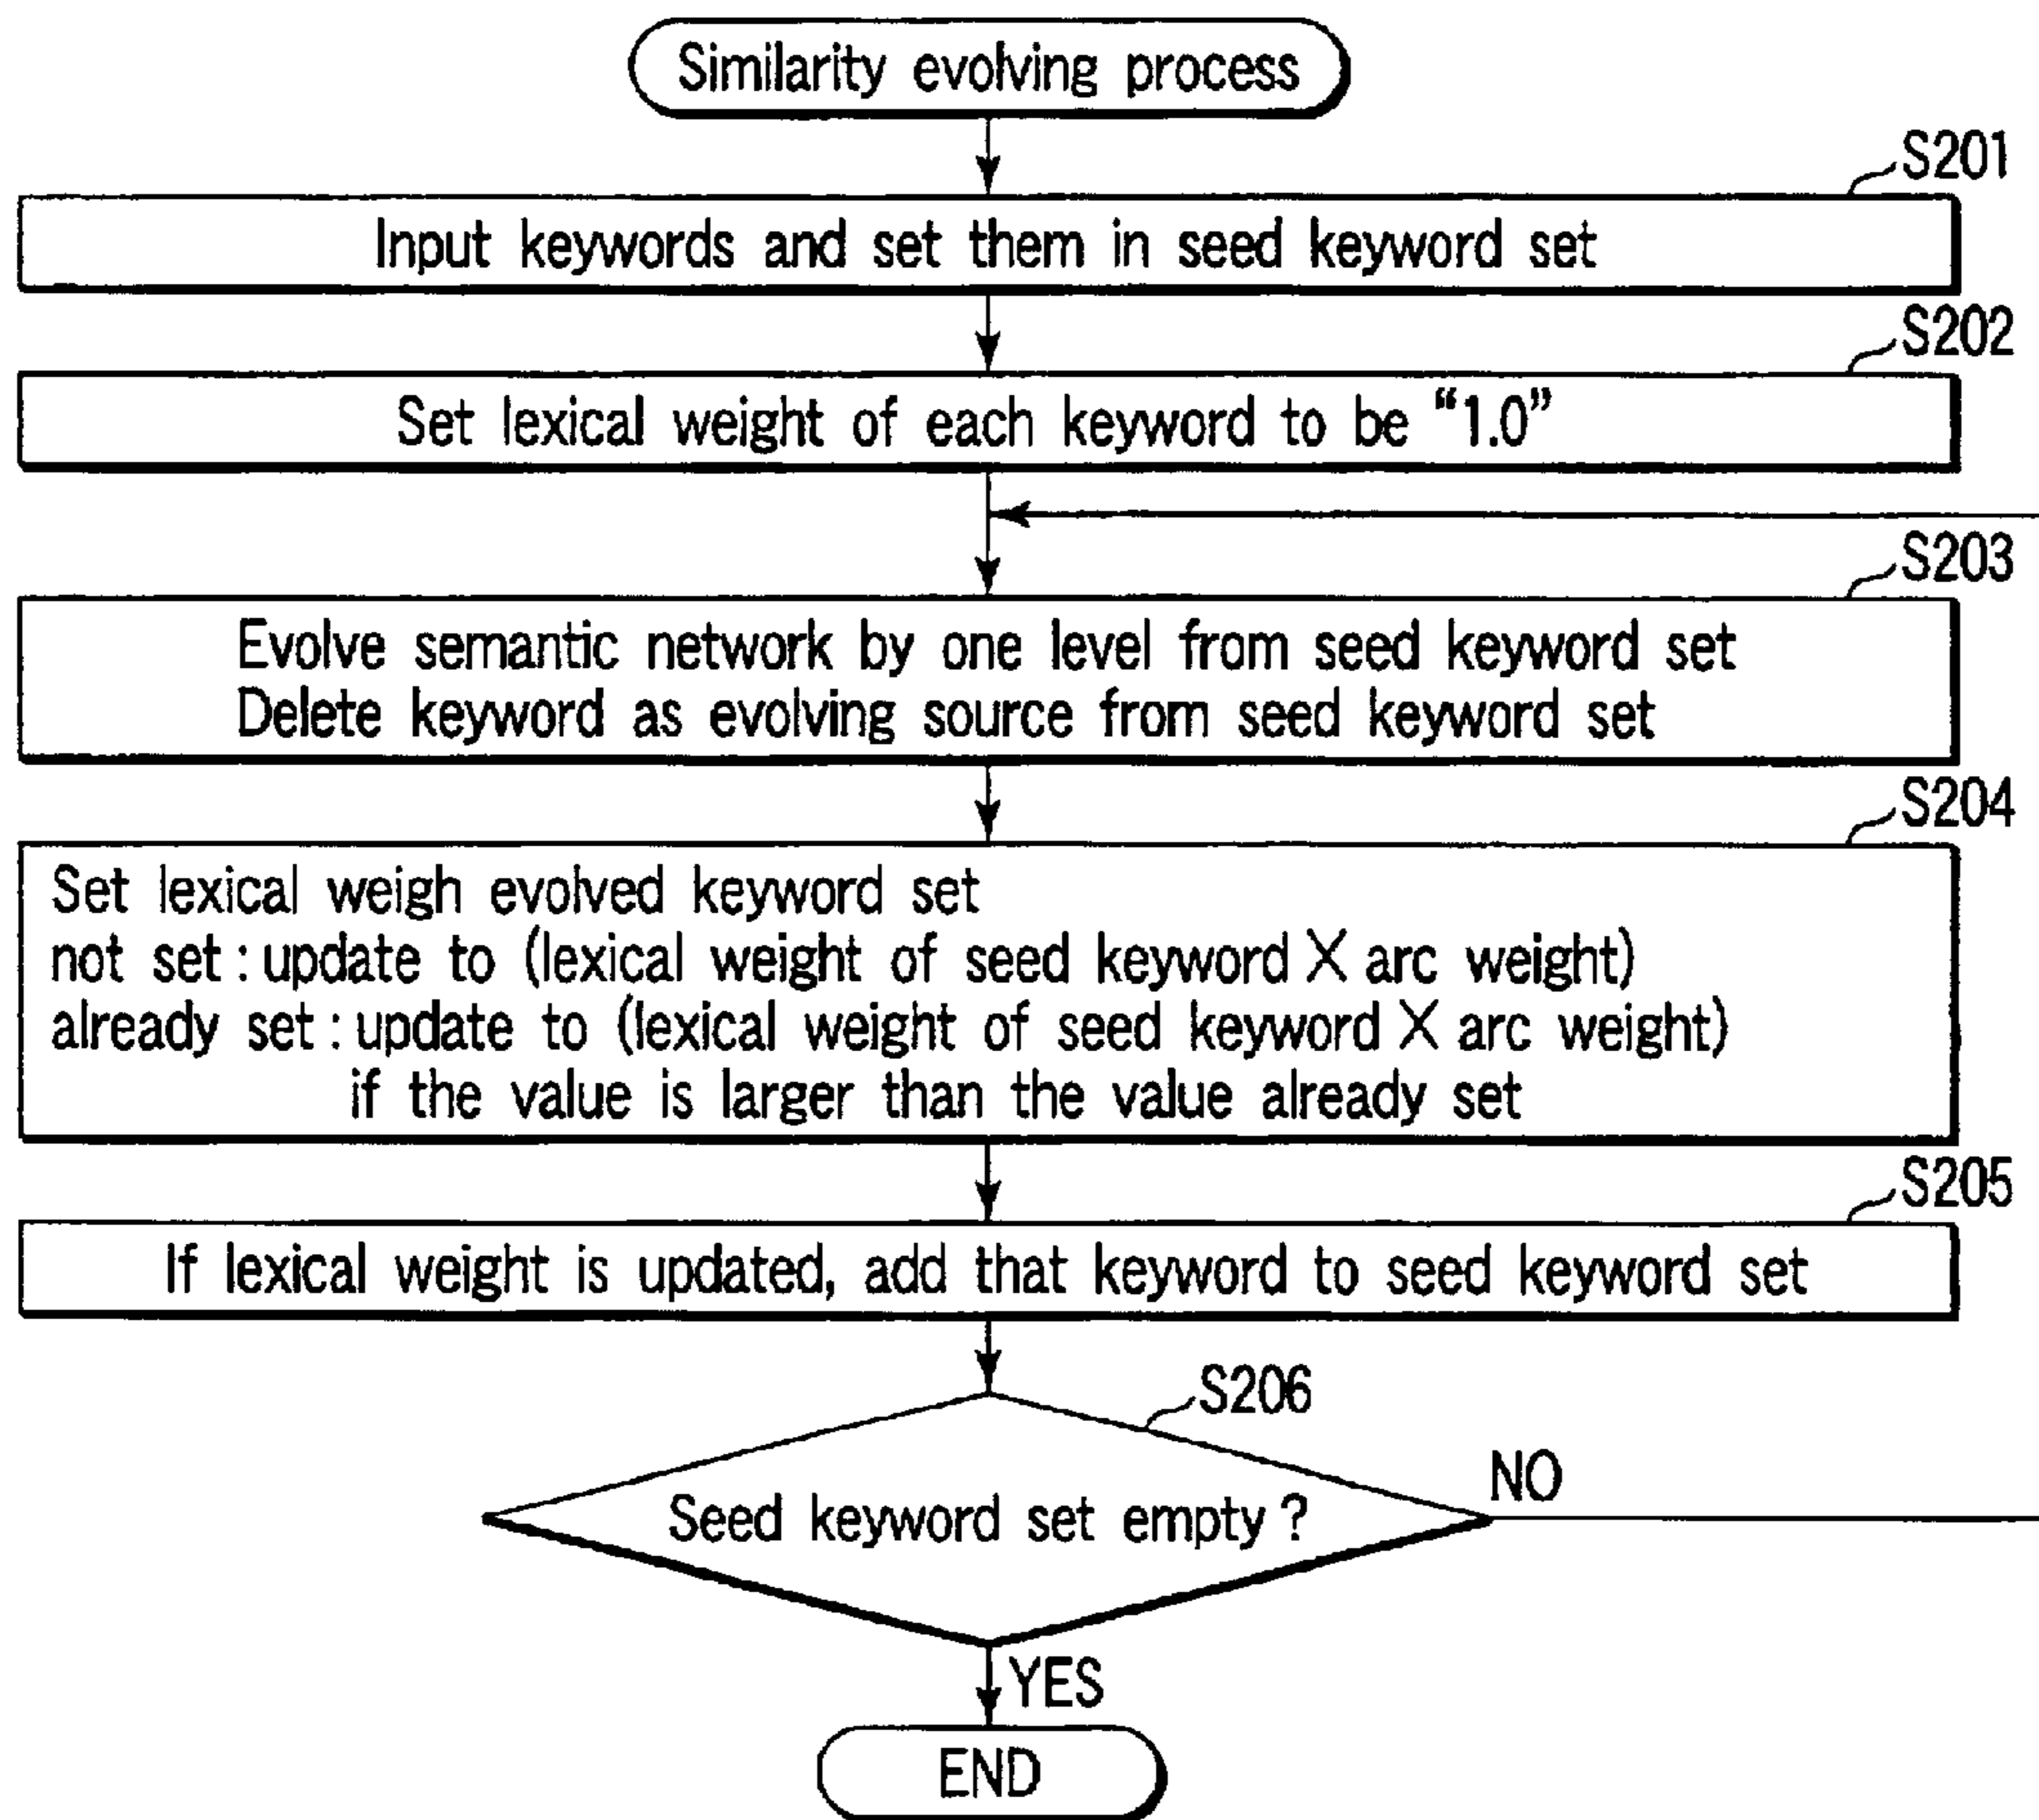 Similarity evolving process
S201
Input keywords and set them in seed keyword set
S202
Set lexical weight of each keyword to be “1.0”
S203
Evolve semantic network by one level from seed keyword set
Delete keyword as evolving source from seed keyword set
S204
Set lexical weigh evolved keyword set
not set : update to (lexical weight of seed keyword X arc weight)
already set : update to (lexical weight of seed keyword X arc weight)
if the value is larger than the value already set
S205
If lexical weight is updated, add that keyword to seed keyword set
S206
NO
Seed keyword set empty ?
YES
END